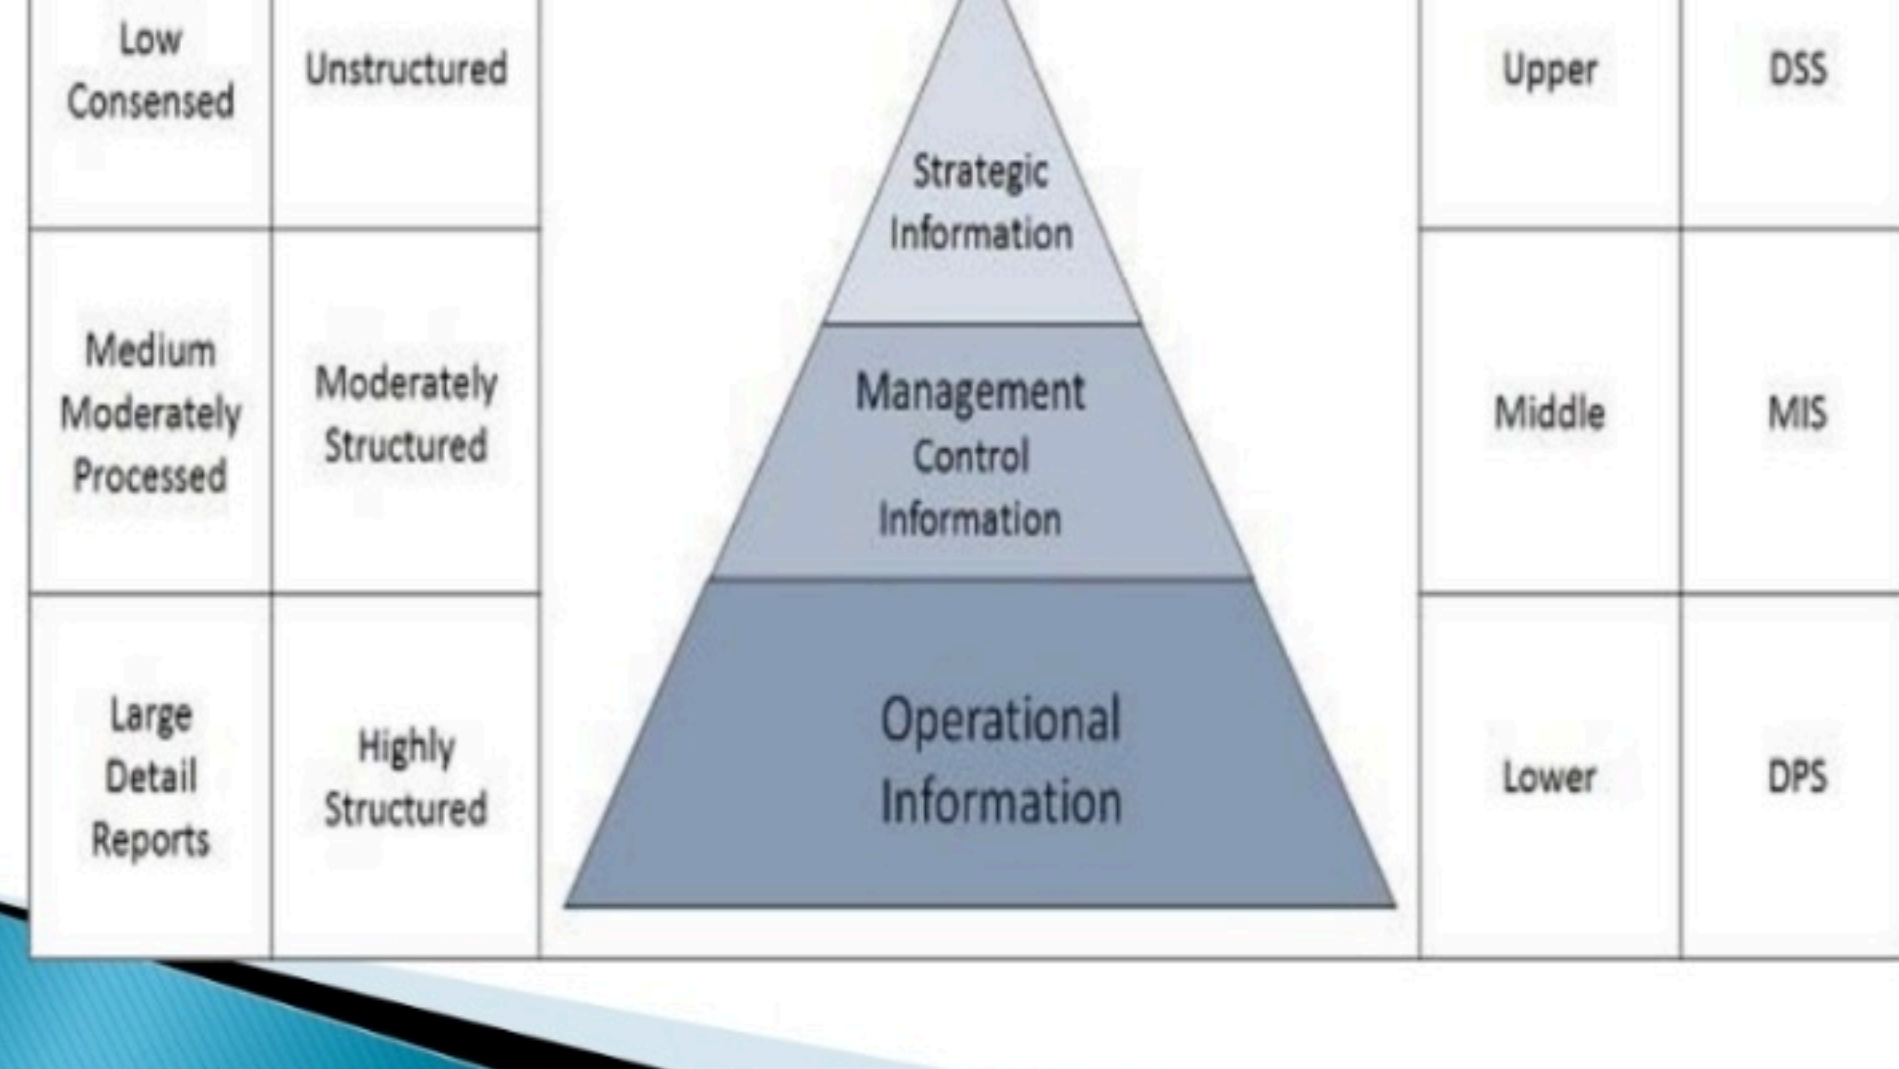 Low
Consensed
Unstructured
Strategic
Information
Upper
DSS
Medium
Moderately
Processed
Moderately
Structured
Management
Control
Information
Middle
MIS
Large
Detail
Reports
Highly
Structured
Operational
Information
Lower
DPS